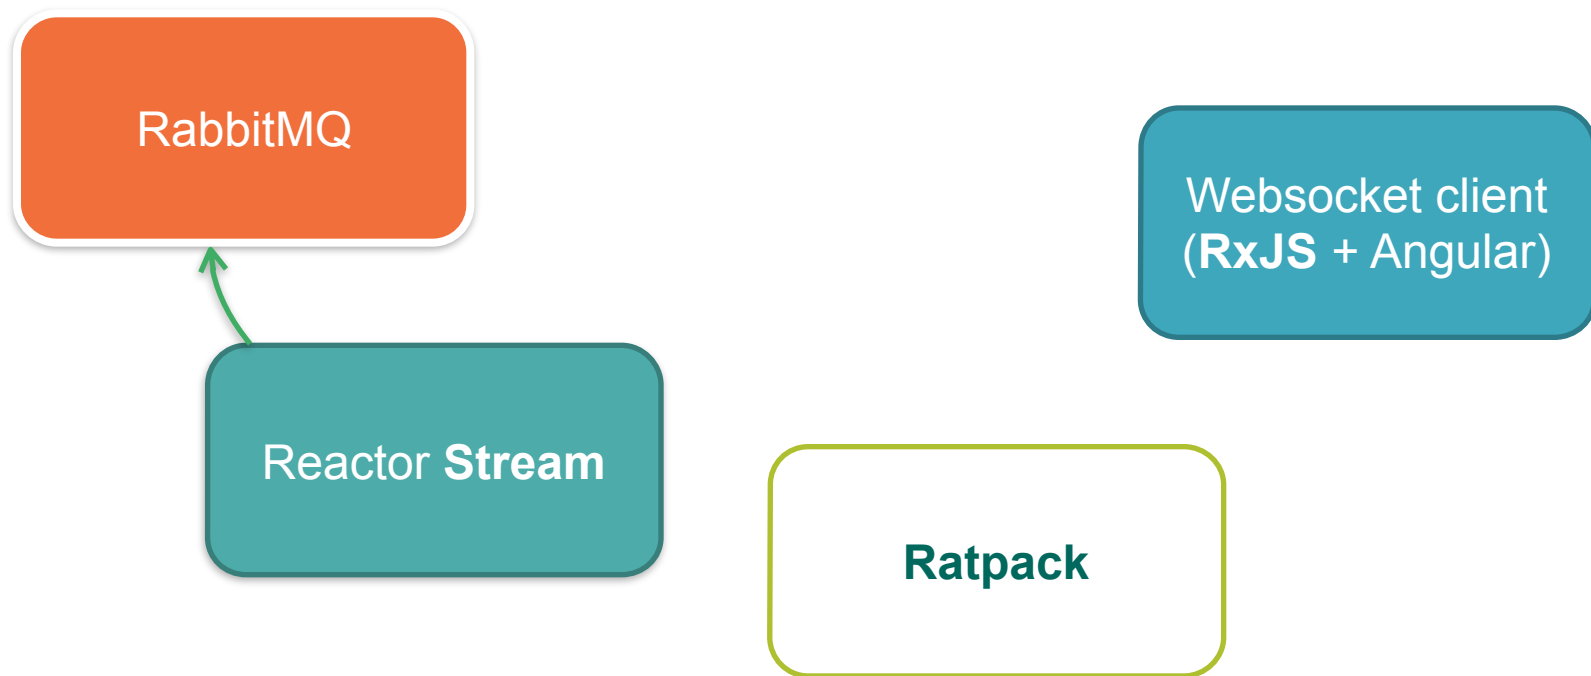 RabbitMQ
Websocket client
(RxJS + Angular)
Reactor Stream
Ratpack